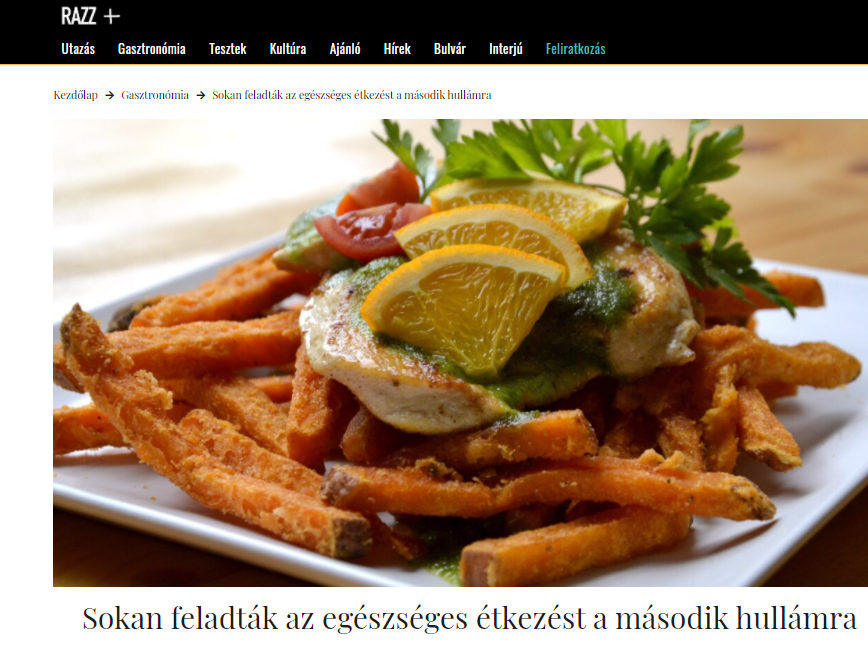 RAZZ +
Utazás Gasztronómia Tesztek Kultúra Ajánló Hírek Bulvár Interjú Feliratkozás
Kezdőlap → Gasztronómia → Sokan feladták az egészséges étkezést a második hullámra
Sokan feladták az egészséges étkezést a második hullámra